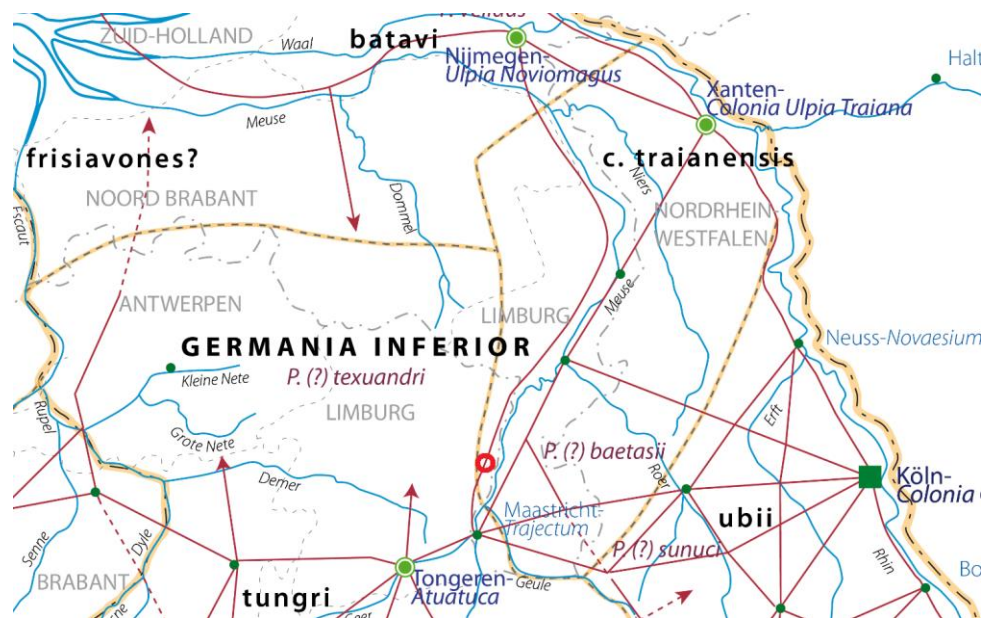 ZUID-HOLLAND
Waal
batavi
Nijmegen-
Ulpia Noviomagus
Halt
Xanten-
Colonia Ulpia Traiana
Meuse
frisiavones?
c. traianensis
Niers
NOORD BRABANT
Dommel
NORDRHEIN-
WESTFALEN
Escaut
ANTWERPEN
Meuse
LIMBURG
GERMANIA INFERIOR
Neuss-Novaesium
Kleine Nete
P. (?) texuandri
LIMBURG
Rupel
Erft
Grote Nete
P. (?) baetasii
Demer
Roer
Köln-
Colonia
Maastricht-
Trajectum
ubii
Senne
Dyle
P. (?) sunuci
Rhin
BRABANT
Tongeren-
Atuatuca
Geule
Bo
tungri